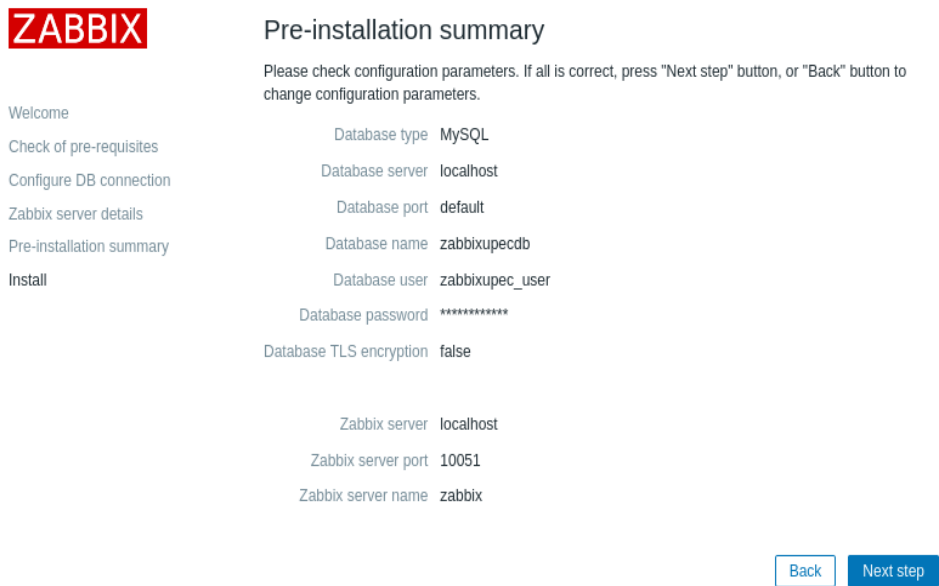 ZABBIX
Welcome
Check of pre-requisites
Configure DB connection
Zabbix server details
Pre-installation summary
Install
Pre-installation summary
Please check configuration parameters. If all is correct, press "Next step" button, or "Back" button to
change configuration parameters.
Database type MySQL
Database server localhost
Database port default
Database name zabbixupecdb
Database user zabbixupec_user
Database password ************
Database TLS encryption false
Zabbix server localhost
Zabbix server port 10051
Zabbix server name zabbix
Back Next step